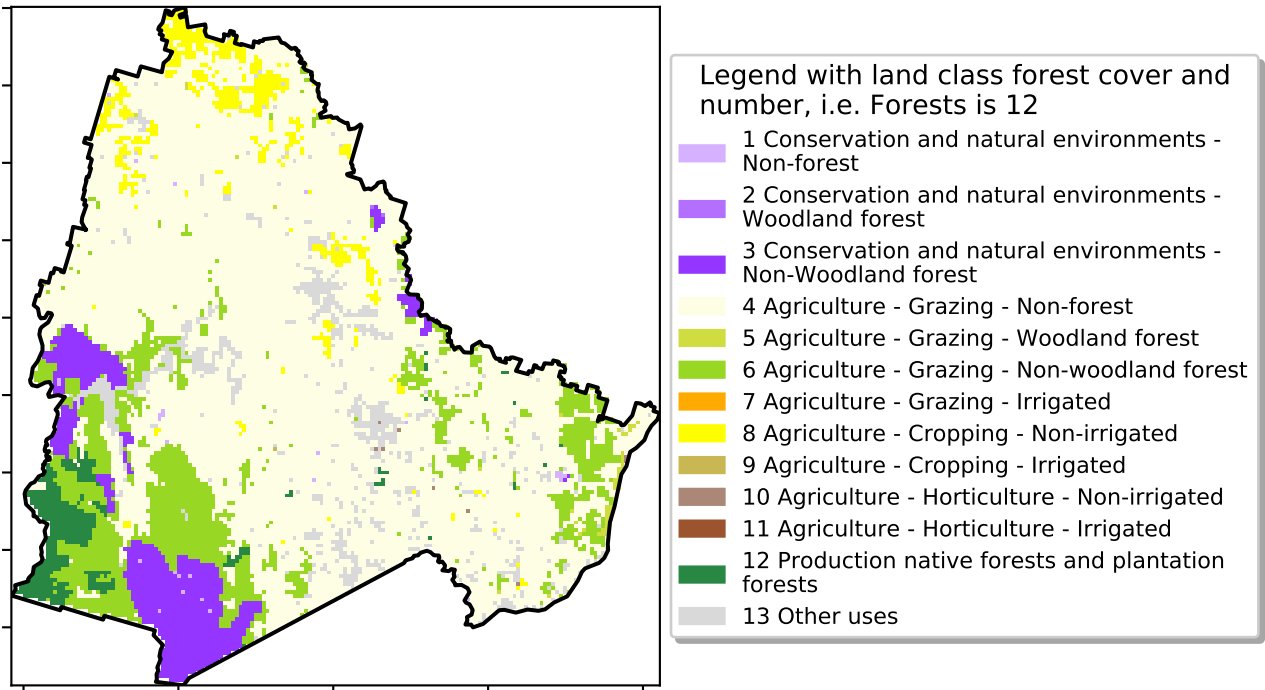 Legend with land class forest cover and
number, i.e. Forests is 12
1 Conservation and natural environments -
Non-forest
2 Conservation and natural environments -
Woodland forest
3 Conservation and natural environments -
Non-Woodland forest
4 Agriculture - Grazing - Non-forest
5 Agriculture - Grazing - Woodland forest
6 Agriculture - Grazing - Non-woodland forest
7 Agriculture - Grazing - Irrigated
8 Agriculture - Cropping - Non-irrigated
9 Agriculture - Cropping - Irrigated
10 Agriculture - Horticulture - Non-irrigated
11 Agriculture - Horticulture - Irrigated
12 Production native forests and plantation
forests
13 Other uses